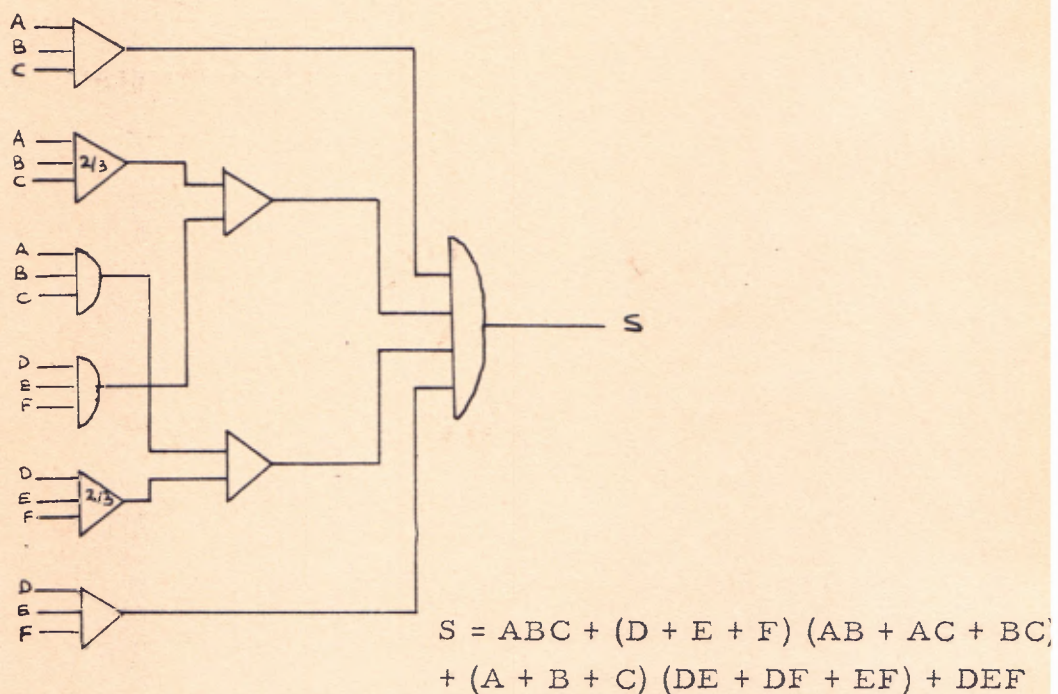 A
B
C
A
B
C
2/3
A
B
C
D
E
F
D
E
F
2/3
D
E
F
S
S = ABC + (D + E + F) (AB + AC + BC)
+ (A + B + C) (DE + DF + EF) + DEF